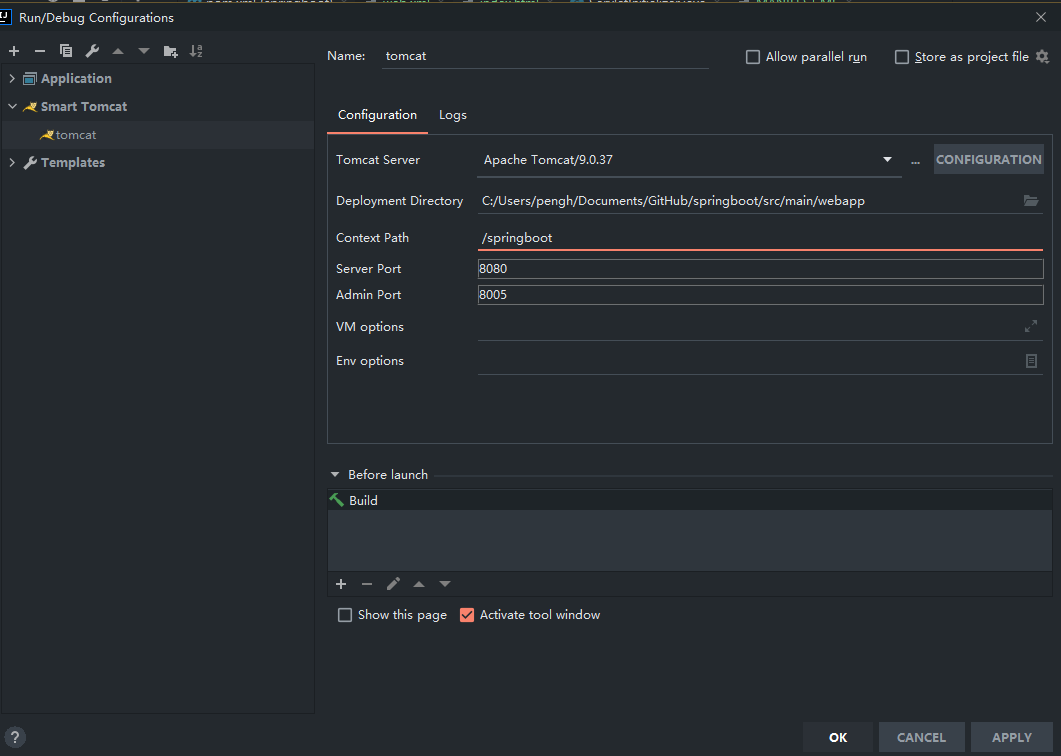 Run/Debug Configurations
Name: tomcat
Allow parallel run
Store as project file
Application
Smart Tomcat
tomcat
Templates
Configuration Logs
Tomcat Server Apache Tomcat/9.0.37 ... CONFIGURATION
Deployment Directory C:/Users/pengh/Documents/GitHub/springboot/src/main/webapp
Context Path /springboot
Server Port 8080
Admin Port 8005
VM options
Env options
Before launch
Build
Show this page Activate tool window
? OK CANCEL APPLY